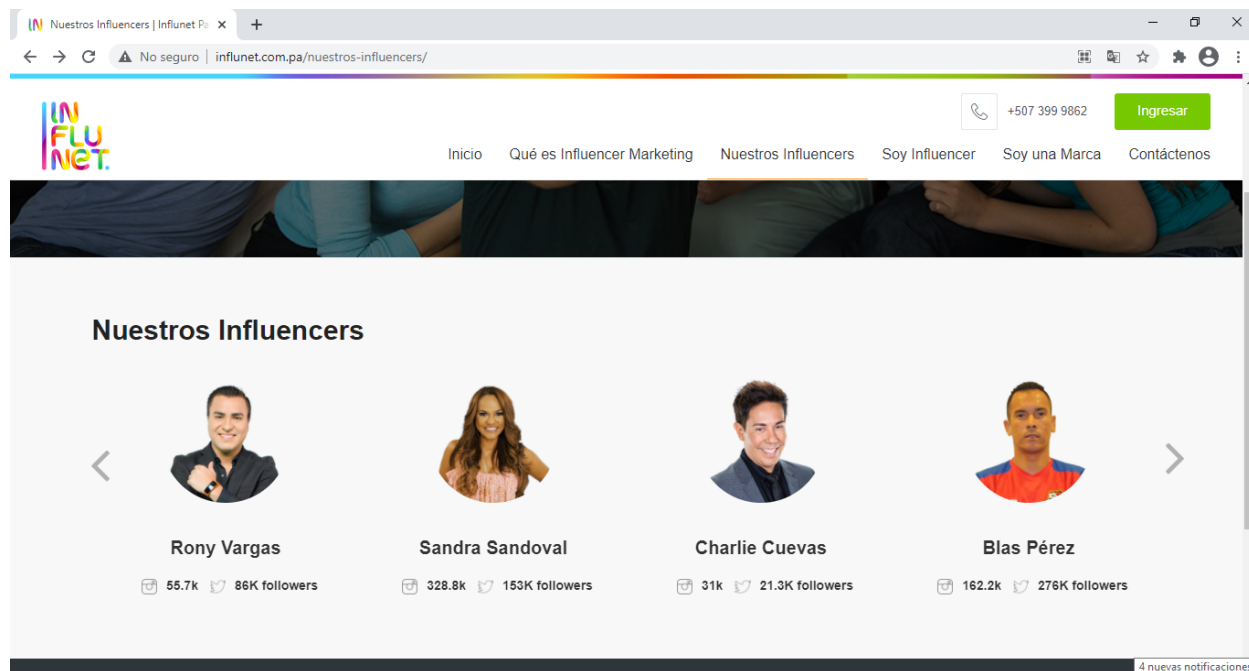 Nuestros Influencers | Influnet Pa
No seguro | influnet.com.pa/nuestros-influencers/
INFLUNET.
+507 399 9862
Ingresar
Inicio Qué es Influencer Marketing Nuestros Influencers Soy Influencer Soy una Marca Contáctenos
Nuestros Influencers
Rony Vargas Sandra Sandoval Charlie Cuevas Blas Pérez
55.7k 86K followers 328.8k 153K followers 31k 21.3K followers 162.2k 276K followers
4 nuevas notificaciones